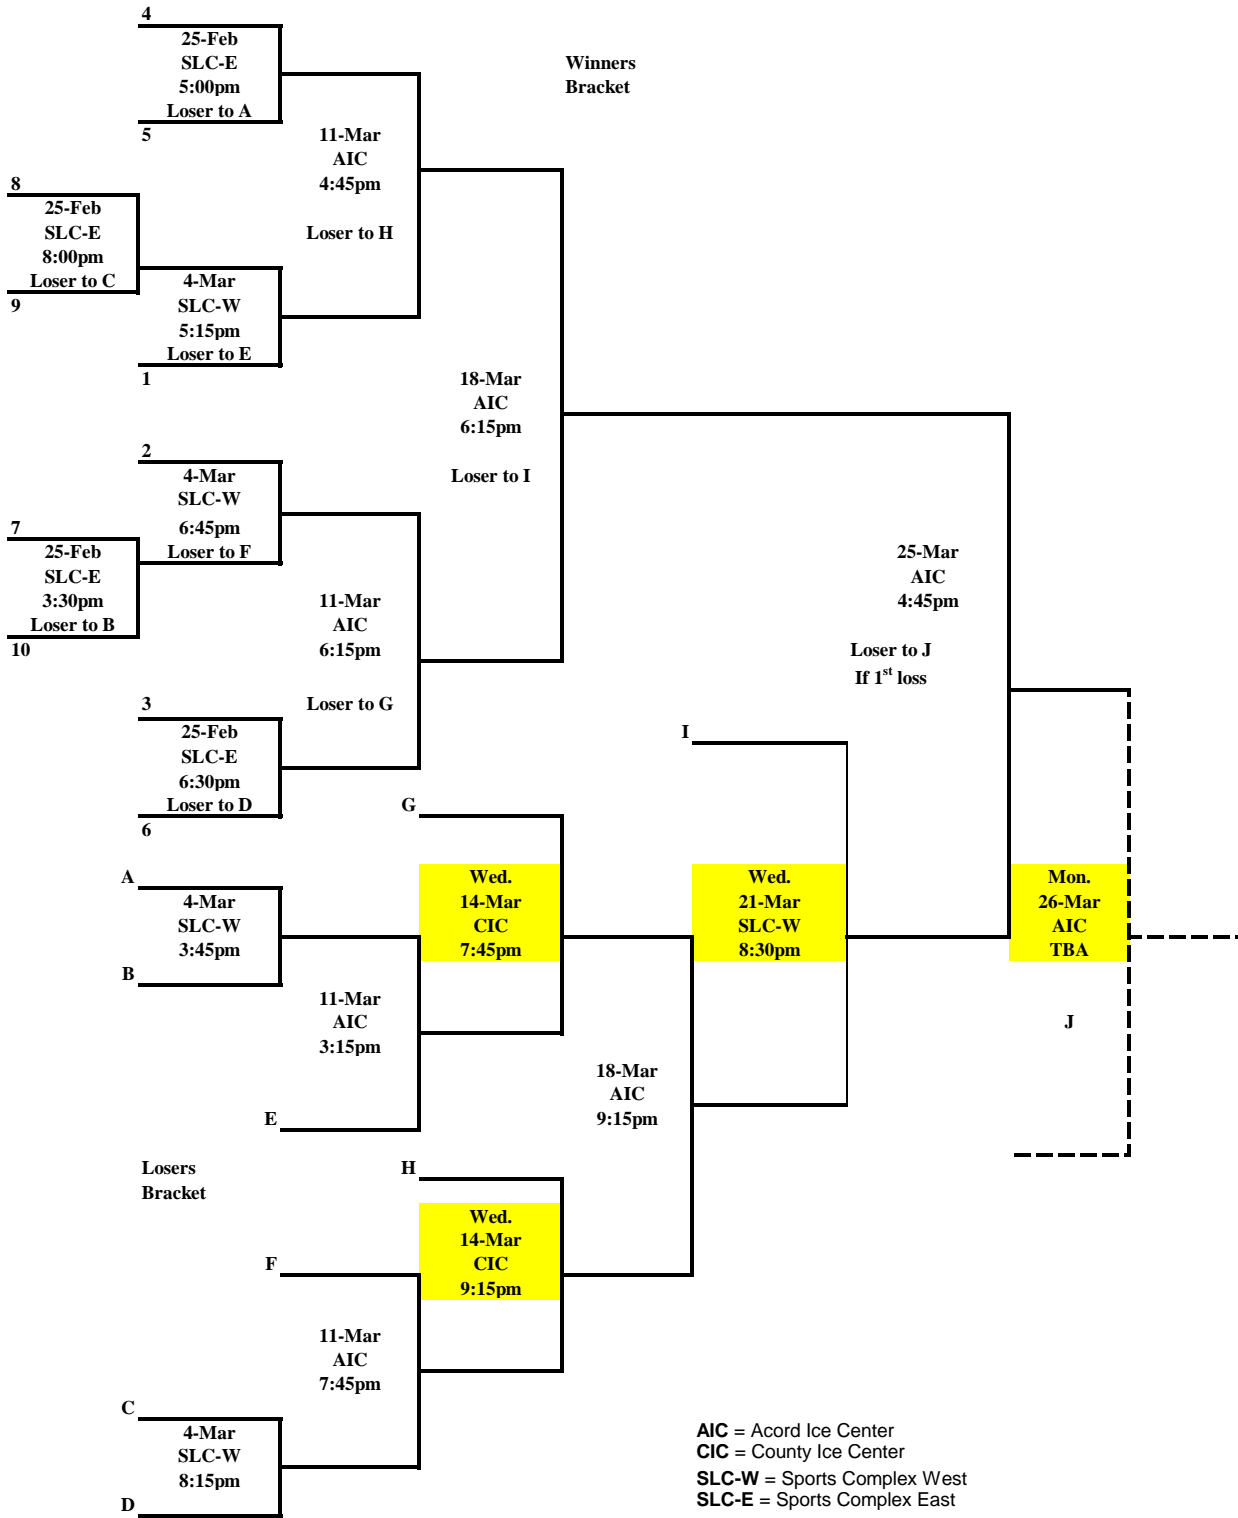 4
25-Feb
SLC-E
5:00pm
Loser to A
5
Winners
Bracket
11-Mar
AIC
4:45pm
Loser to H
8
25-Feb
SLC-E
8:00pm
Loser to C
9
4-Mar
SLC-W
5:15pm
Loser to E
1
18-Mar
AIC
6:15pm
Loser to I
2
4-Mar
SLC-W
6:45pm
Loser to F
7
25-Feb
SLC-E
3:30pm
Loser to B
10
11-Mar
AIC
6:15pm
Loser to G
25-Mar
AIC
4:45pm
Loser to J
If 1st loss
3
25-Feb
SLC-E
6:30pm
Loser to D
6
I
G
A
4-Mar
SLC-W
3:45pm
B
Wed.
14-Mar
CIC
7:45pm
Wed.
21-Mar
SLC-W
8:30pm
Mon.
26-Mar
AIC
TBA
J
11-Mar
AIC
3:15pm
E
18-Mar
AIC
9:15pm
Losers
Bracket
H
Wed.
14-Mar
CIC
9:15pm
F
11-Mar
AIC
7:45pm
C
4-Mar
SLC-W
8:15pm
D
AIC = Acord Ice Center
CIC = County Ice Center
SLC-W = Sports Complex West
SLC-E = Sports Complex East